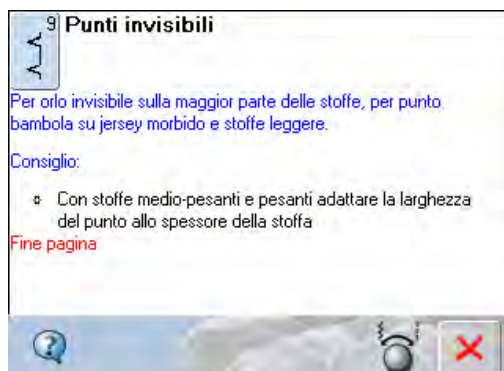 9 Punti invisibili
Per orlo invisibile sulla maggior parte delle stoffe, per punto
bambola su jersey morbido e stoffe leggere.
Consiglio:
Con stoffe medio-pesanti e pesanti adattare la larghezza
del punto allo spessore della stoffa
Fine pagina
?